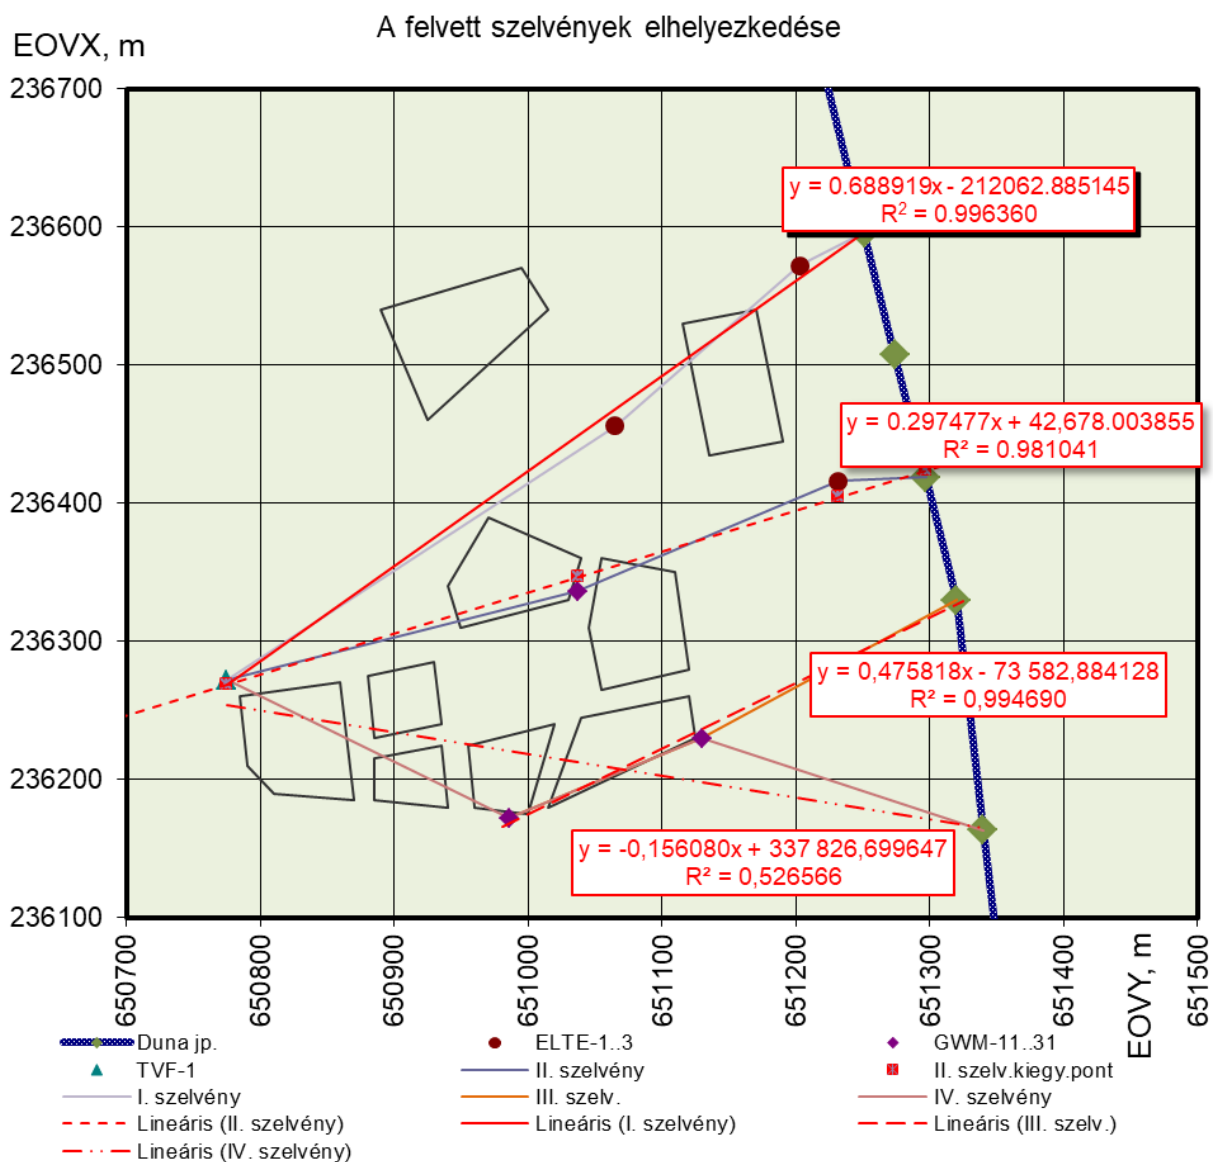 A felvett szelvények elhelyezkedése
EOVX, m
236700
236600
236500
236400
236300
236200
236100
y = 0.688919x - 212062.885145
R² = 0.996360
y = 0.297477x + 42,678.003855
R² = 0.981041
y = 0,475818x - 73 582,884128
R² = 0,994690
y = -0,156080x + 337 826,699647
R² = 0,526566
650700
650800
650900
651000
651100
651200
651300
651400
651500
EOVY, m
Duna jp.
ELTE-1..3
GWM-11..31
TVF-1
II. szelvény
II. szelv.kiegy.pont
I. szelvény
III. szelv.
IV. szelvény
Lineáris (II. szelvény)
Lineáris (I. szelvény)
Lineáris (III. szelv.)
Lineáris (IV. szelvény)